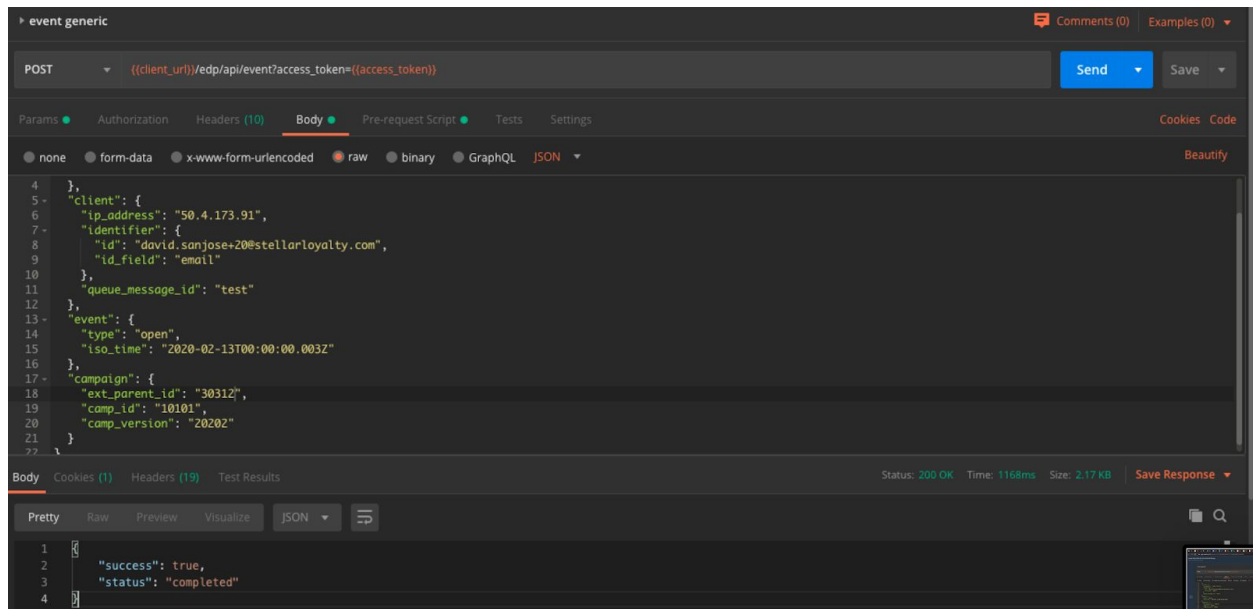 event generic
Comments (0) Examples (0)
POST {{client_url}}/edp/api/event?access_token={{access_token}} Send Save
Params Authorization Headers (10) Body Pre-request Script Tests Settings Cookies Code
none form-data x-www-form-urlencoded raw binary GraphQL JSON Beautify
4 },
5 "client": {
6 "ip_address": "50.4.173.91",
7 "identifier": {
8 "id": "david.sanjose+20@stellarloyalty.com",
9 "id_field": "email"
10 },
11 "queue_message_id": "test"
12 },
13 "event": {
14 "type": "open",
15 "iso_time": "2020-02-13T00:00:00.003Z"
16 },
17 "campaign": {
18 "ext_parent_id": "30312",
19 "camp_id": "10101",
20 "camp_version": "20202"
21 }
22 }
Body Cookies (1) Headers (19) Test Results Status: 200 OK Time: 1168ms Size: 2.17 KB Save Response
Pretty Raw Preview Visualize JSON
1 {
2 "success": true,
3 "status": "completed"
4 }